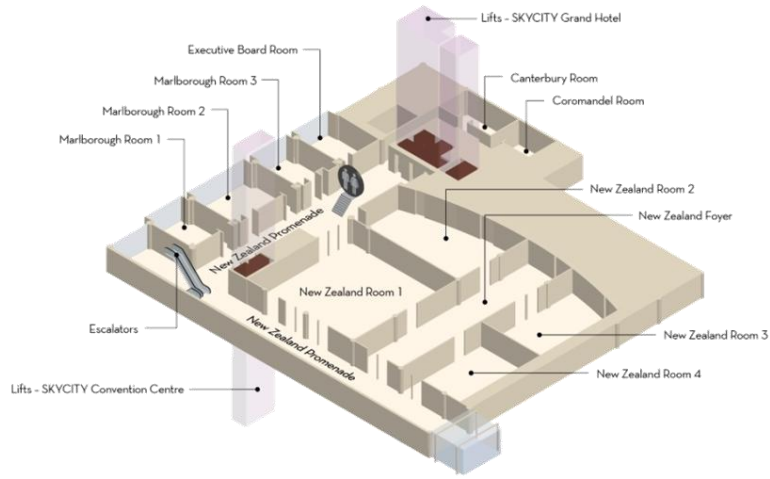 Lifts - SKYCITY Grand Hotel
Executive Board Room
Canterbury Room
Marlborough Room 3
Coromandel Room
Marlborough Room 2
Marlborough Room 1
New Zealand Room 2
New Zealand Foyer
New Zealand Promenade
New Zealand Room 1
Escalators
New Zealand Promenade
New Zealand Room 3
New Zealand Room 4
Lifts - SKYCITY Convention Centre